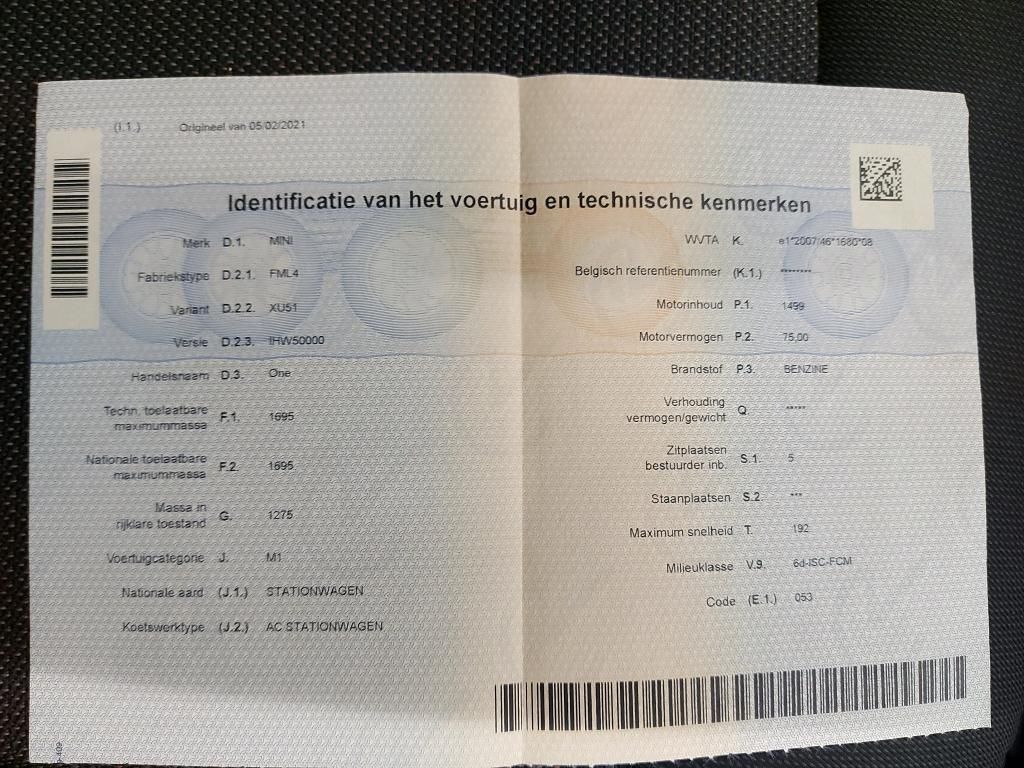 (I.1.) Origineel van 05/02/2021
Identificatie van het voertuig en technische kenmerken
Merk D.1. MINI
Fabriekstype D.2.1. FML4
Variant D.2.2. XU51
Versie D.2.3. IHW50000
Handelsnaam D.3. One
Techn. toelaatbare
maximummassa F.1. 1695
Nationale toelaatbare
maximummassa F.2. 1695
Massa in
rijklare toestand G. 1275
Voertuigcategorie J. M1
Nationale aard (J.1.) STATIONWAGEN
Koetswerktype (J.2.) AC STATIONWAGEN
WVTA K. e1*2007/46*1680*08
Belgisch referentienummer (K.1.) ********
Motorinhoud P.1. 1499
Motorvermogen P.2. 75,00
Brandstof P.3. BENZINE
Verhouding
vermogen/gewicht Q. *****
Zitplaatsen
bestuurder inb. S.1. 5
Staanplaatsen S.2. ***
Maximum snelheid T. 192
Milieuklasse V.9. 6d-ISC-FCM
Code (E.1.) 053